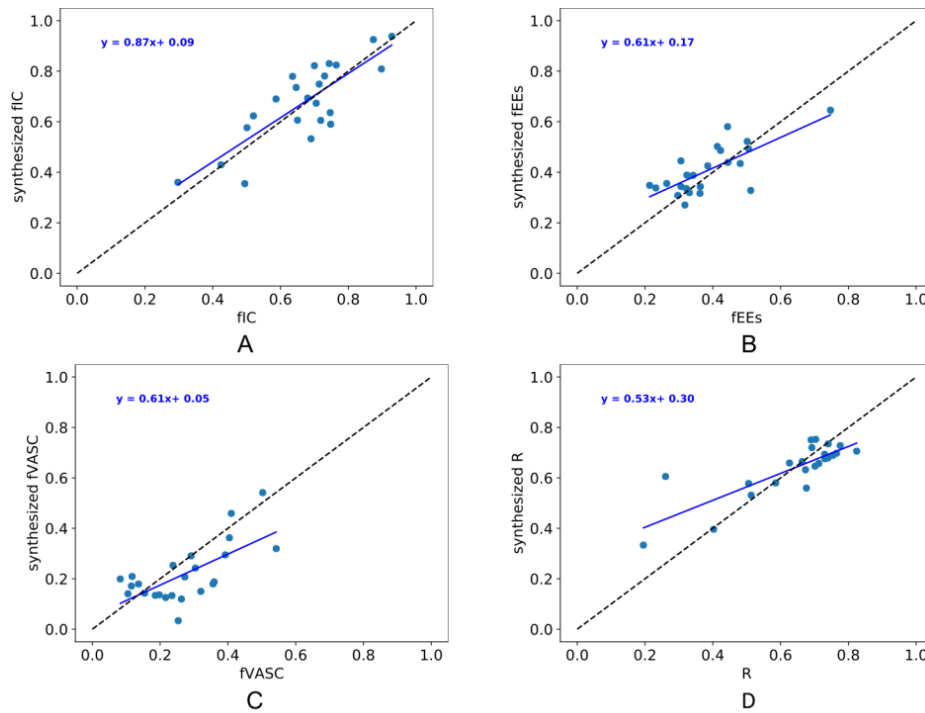 y = 0.87x+ 0.09
1.0
0.8
0.6
0.4
0.2
0.0
synthesized fIC
0.0 0.2 0.4 0.6 0.8 1.0
fIC
A
y = 0.61x+ 0.17
1.0
0.8
0.6
0.4
0.2
0.0
synthesized fEEs
0.0 0.2 0.4 0.6 0.8 1.0
fEEs
B
y = 0.61x+ 0.05
1.0
0.8
0.6
0.4
0.2
0.0
synthesized fVASC
0.0 0.2 0.4 0.6 0.8 1.0
fVASC
C
y = 0.53x+ 0.30
1.0
0.8
0.6
0.4
0.2
0.0
synthesized R
0.0 0.2 0.4 0.6 0.8 1.0
R
D